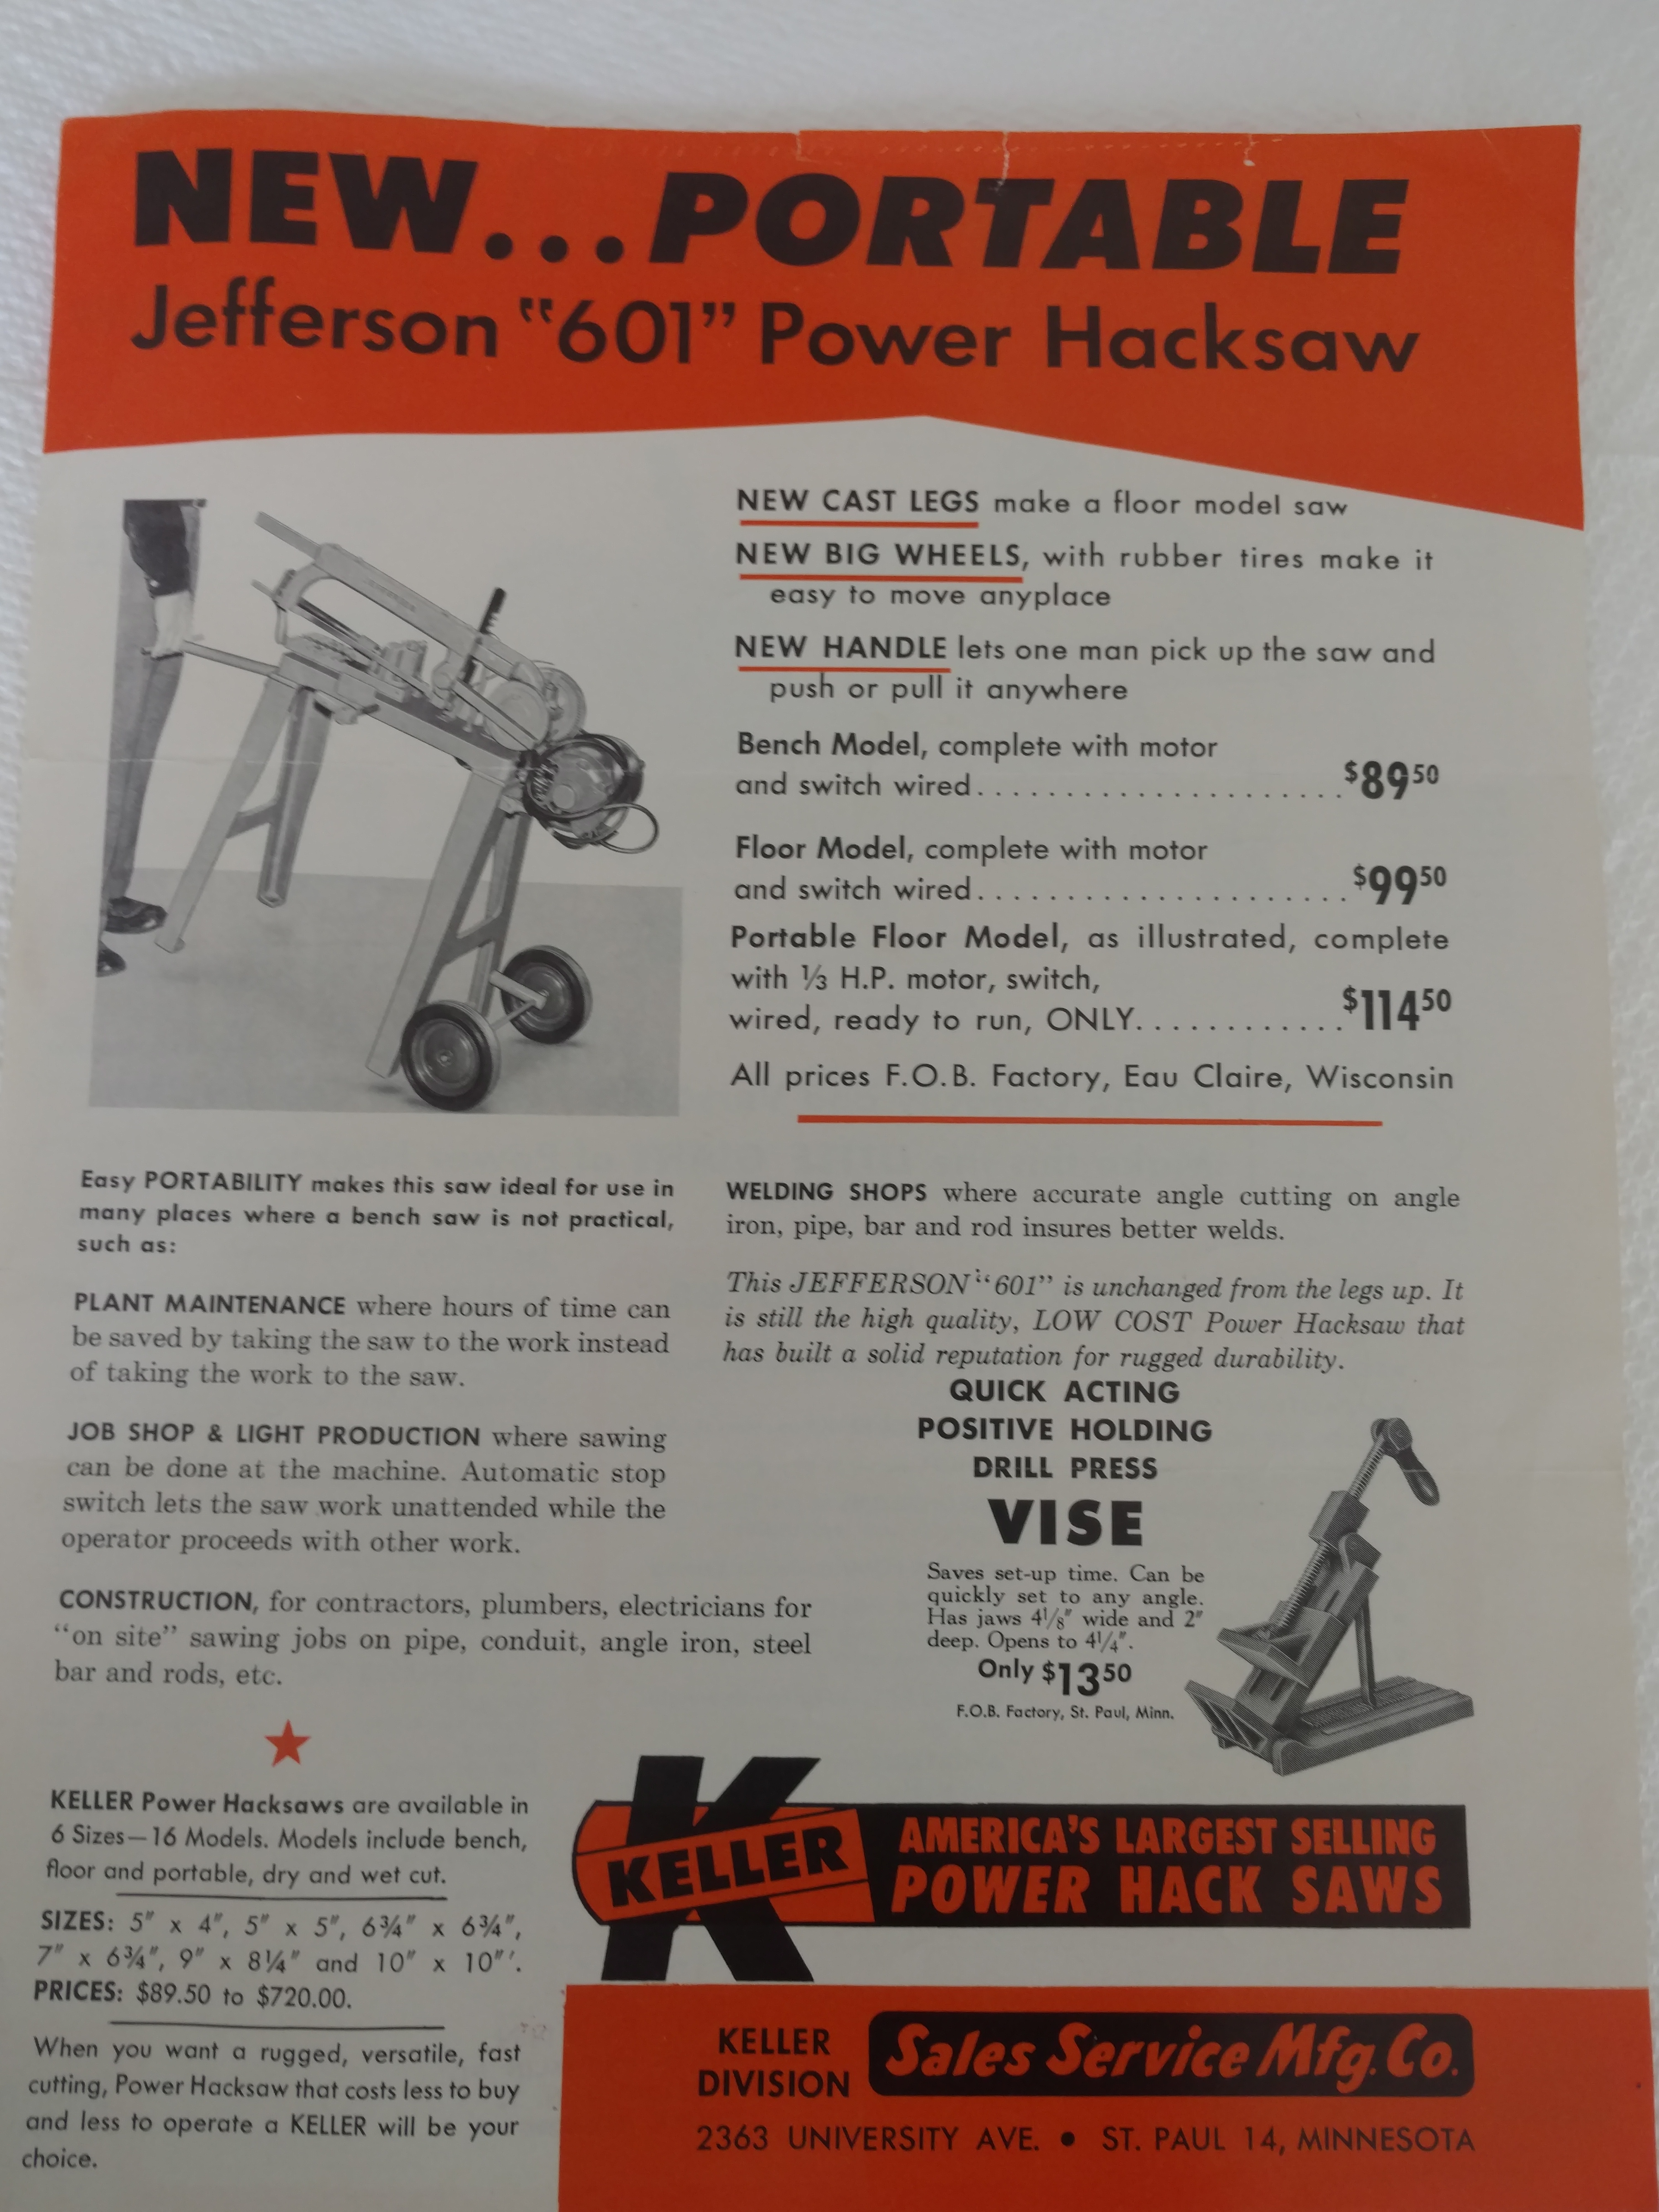 NEW...PORTABLE
Jefferson “601” Power Hacksaw
NEW CAST LEGS make a floor model saw
NEW BIG WHEELS, with rubber tires make it
easy to move anyplace
NEW HANDLE lets one man pick up the saw and
push or pull it anywhere
Bench Model, complete with motor
and switch wired.....................$89 50
Floor Model, complete with motor
and switch wired.....................$99 50
Portable Floor Model, as illustrated, complete
with ⅓ H.P. motor, switch,
wired, ready to run, ONLY............$114 50
All prices F.O.B. Factory, Eau Claire, Wisconsin
Easy PORTABILITY makes this saw ideal for use in
many places where a bench saw is not practical,
such as:
PLANT MAINTENANCE where hours of time can
be saved by taking the saw to the work instead
of taking the work to the saw.
JOB SHOP & LIGHT PRODUCTION where sawing
can be done at the machine. Automatic stop
switch lets the saw work unattended while the
operator proceeds with other work.
CONSTRUCTION, for contractors, plumbers, electricians for
“on site” sawing jobs on pipe, conduit, angle iron, steel
bar and rods, etc.
WELDING SHOPS where accurate angle cutting on angle
iron, pipe, bar and rod insures better welds.
This JEFFERSON “601” is unchanged from the legs up. It
is still the high quality, LOW COST Power Hacksaw that
has built a solid reputation for rugged durability.
QUICK ACTING
POSITIVE HOLDING
DRILL PRESS
VISE
Saves set-up time. Can be
quickly set to any angle.
Has jaws 4⅛″ wide and 2″
deep. Opens to 4¼″.
Only $13 50
F.O.B. Factory, St. Paul, Minn.
KELLER Power Hacksaws are available in
6 Sizes—16 Models. Models include bench,
floor and portable, dry and wet cut.
SIZES: 5″ x 4″, 5″ x 5″, 6¾″ x 6¾″,
7″ x 6¾″, 9″ x 8¼″ and 10″ x 10″′.
PRICES: $89.50 to $720.00.
When you want a rugged, versatile, fast
cutting, Power Hacksaw that costs less to buy
and less to operate a KELLER will be your
choice.
K
KELLER
AMERICA'S LARGEST SELLING
POWER HACK SAWS
KELLER
DIVISION
Sales Service Mfg. Co.
2363 UNIVERSITY AVE. • ST. PAUL 14, MINNESOTA